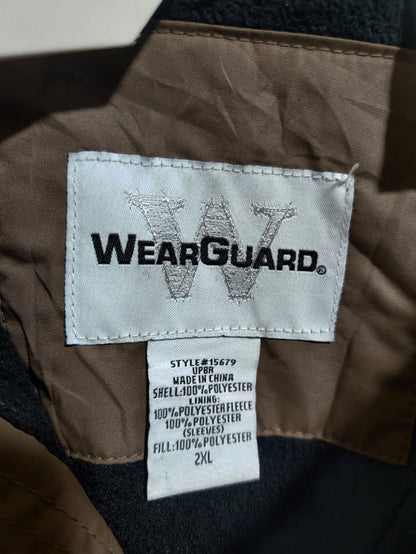 W
WEARGUARD®
STYLE#15679
UPBR
MADE IN CHINA
SHELL:100%POLYESTER
LINING:
100%POLYESTER FLEECE
100%POLYESTER
(SLEEVES)
FILL:100%POLYESTER
2XL